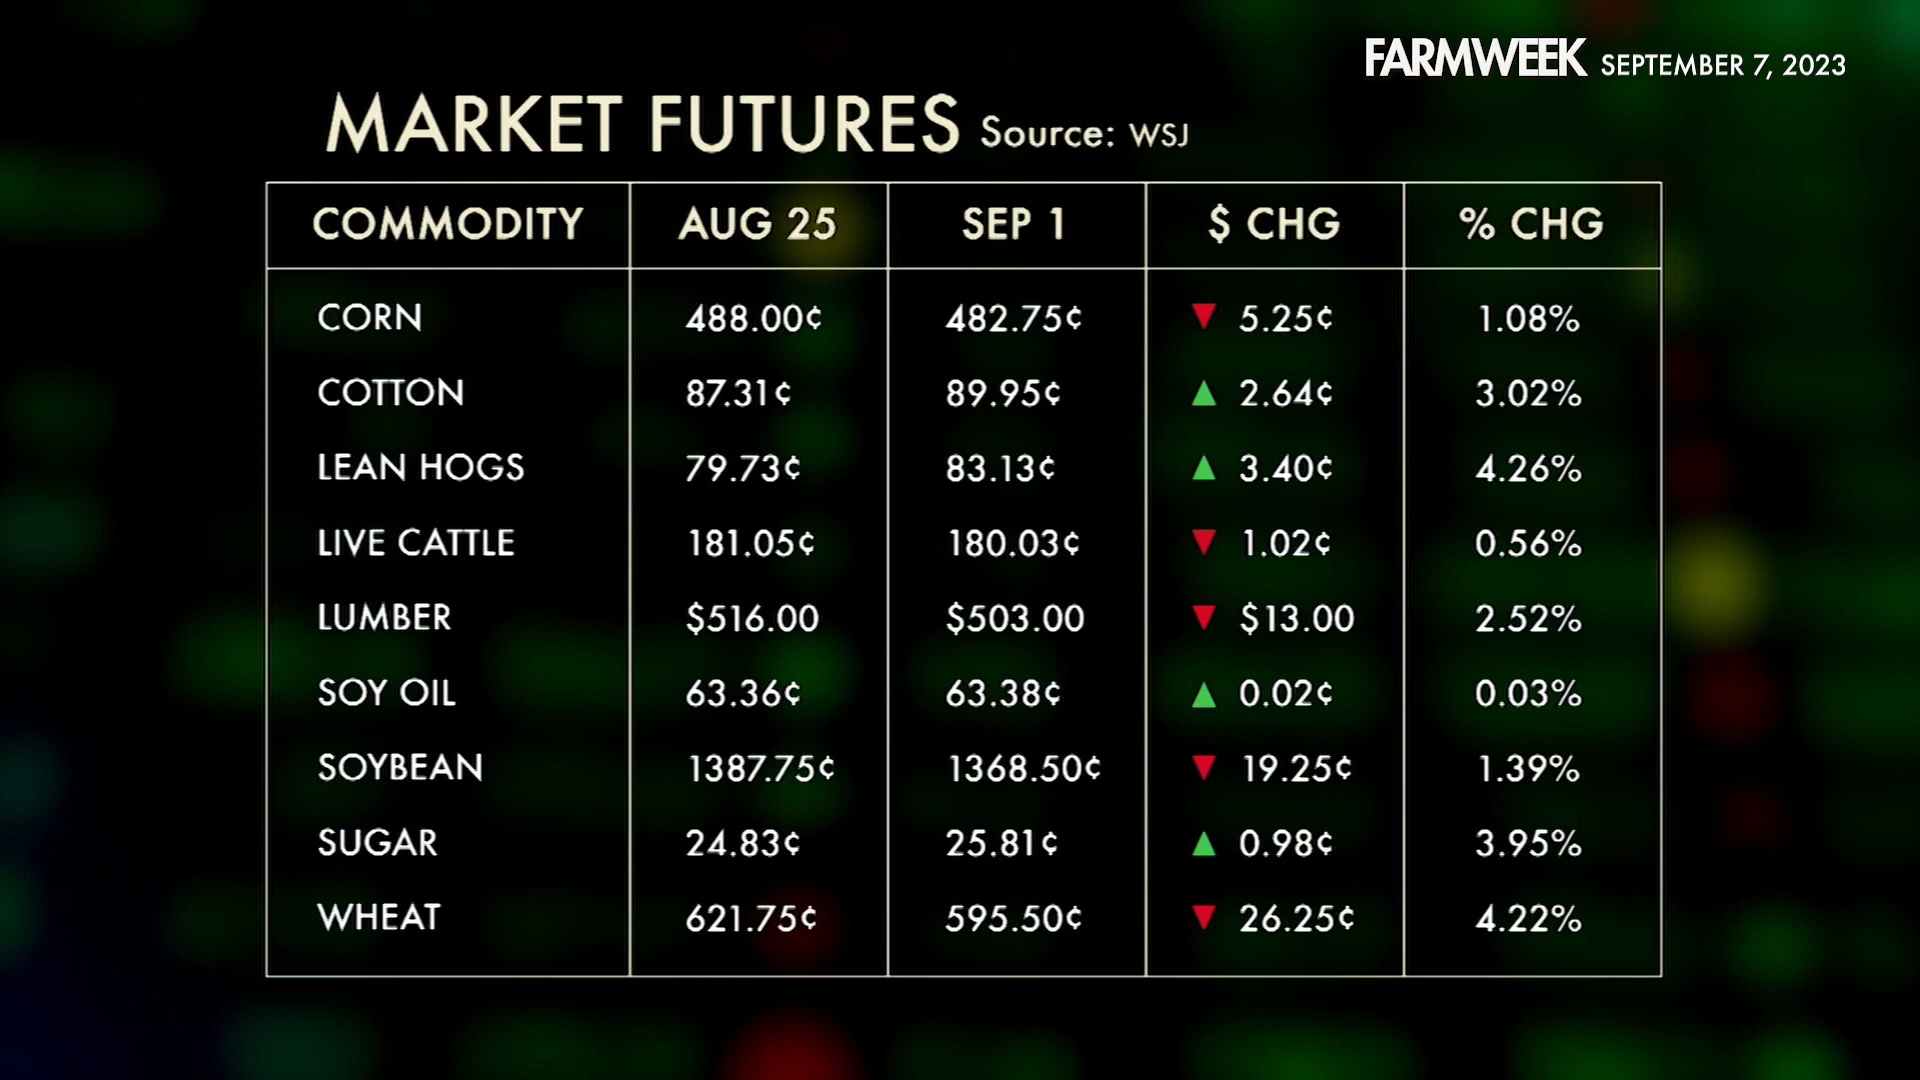 FARMWEEK SEPTEMBER 7, 2023
MARKET FUTURES Source: WSJ
COMMODITY AUG 25 SEP 1 $ CHG % CHG
CORN 488.00¢ 482.75¢ ▼ 5.25¢ 1.08%
COTTON 87.31¢ 89.95¢ ▲ 2.64¢ 3.02%
LEAN HOGS 79.73¢ 83.13¢ ▲ 3.40¢ 4.26%
LIVE CATTLE 181.05¢ 180.03¢ ▼ 1.02¢ 0.56%
LUMBER $516.00 $503.00 ▼ $13.00 2.52%
SOY OIL 63.36¢ 63.38¢ ▲ 0.02¢ 0.03%
SOYBEAN 1387.75¢ 1368.50¢ ▼ 19.25¢ 1.39%
SUGAR 24.83¢ 25.81¢ ▲ 0.98¢ 3.95%
WHEAT 621.75¢ 595.50¢ ▼ 26.25¢ 4.22%